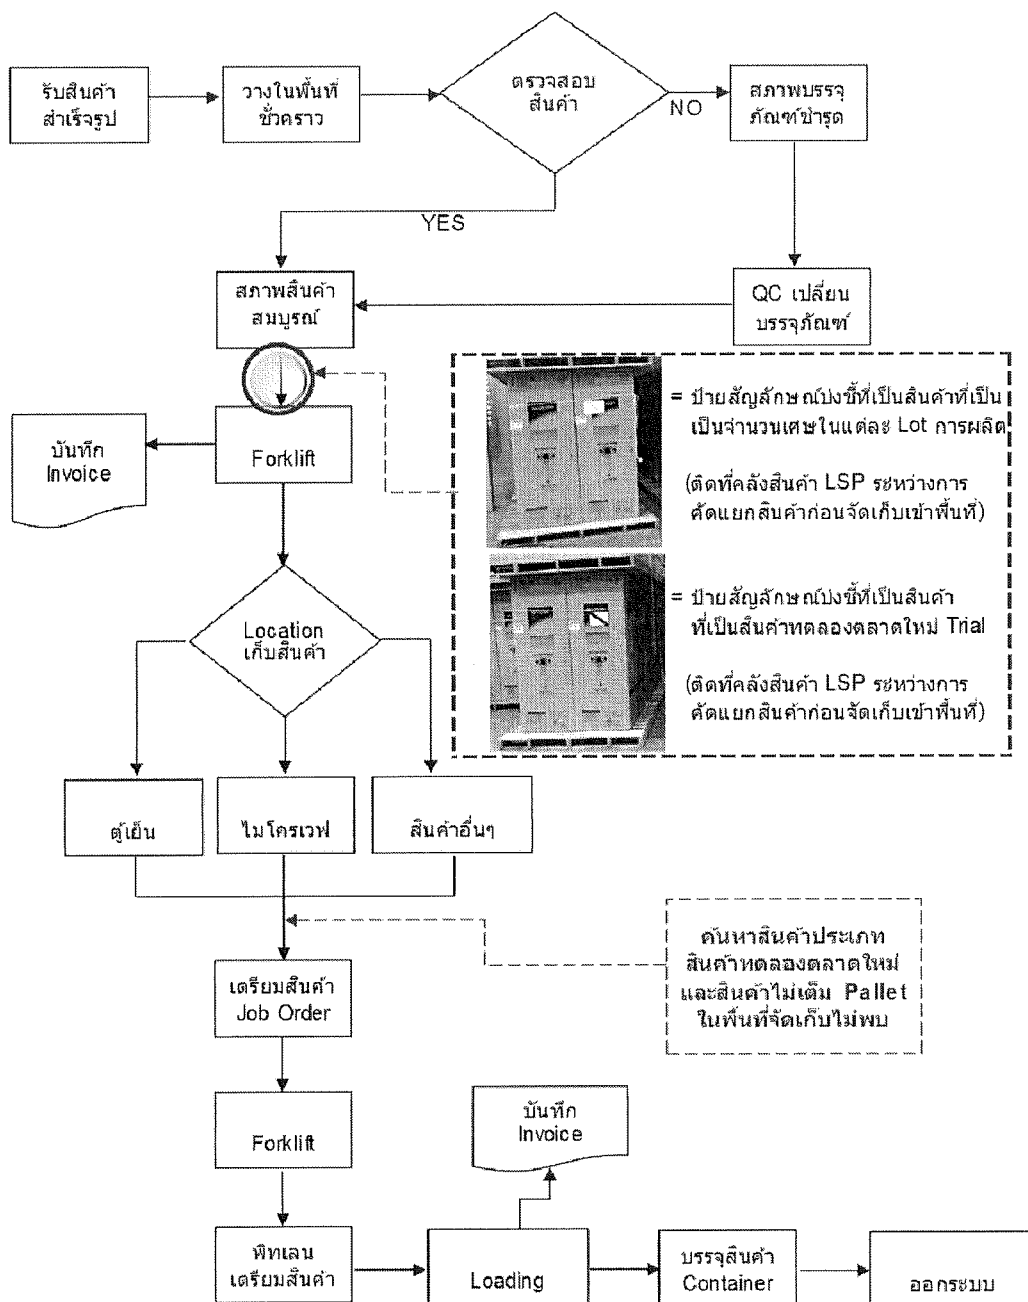 รับสินค้า
สำเร็จรูป
วางในพื้นที่
ชั่วคราว
ตรวจสอบ
สินค้า
NO
สภาพบรรจุ
ภัณฑ์ชำรุด
YES
สภาพสินค้า
สมบูรณ์
QC เปลี่ยน
บรรจุภัณฑ์
บันทึก
Invoice
Forklift
= ป้ายสัญลักษณ์บ่งชี้ที่เป็นสินค้าที่เป็น
เป็นจำนวนเศษในแต่ละ Lot การผลิต
(ติดที่คลังสินค้า LSP ระหว่างการ
คัดแยกสินค้าก่อนจัดเก็บเข้าพื้นที่)
= ป้ายสัญลักษณ์บ่งชี้ที่เป็นสินค้า
ที่เป็นสินค้าทดลองตลาดใหม่ Trial
(ติดที่คลังสินค้า LSP ระหว่างการ
คัดแยกสินค้าก่อนจัดเก็บเข้าพื้นที่)
Location
เก็บสินค้า
ตู้เย็น
ไมโครเวฟ
สินค้าอื่นๆ
ค้นหาสินค้าประเภท
สินค้าทดลองตลาดใหม่
และสินค้าไม่เต็ม Pallet
ในพื้นที่จัดเก็บไม่พบ
เตรียมสินค้า
Job Order
Forklift
บันทึก
Invoice
พิทเลน
เตรียมสินค้า
Loading
บรรจุสินค้า
Container
ออกระบบ